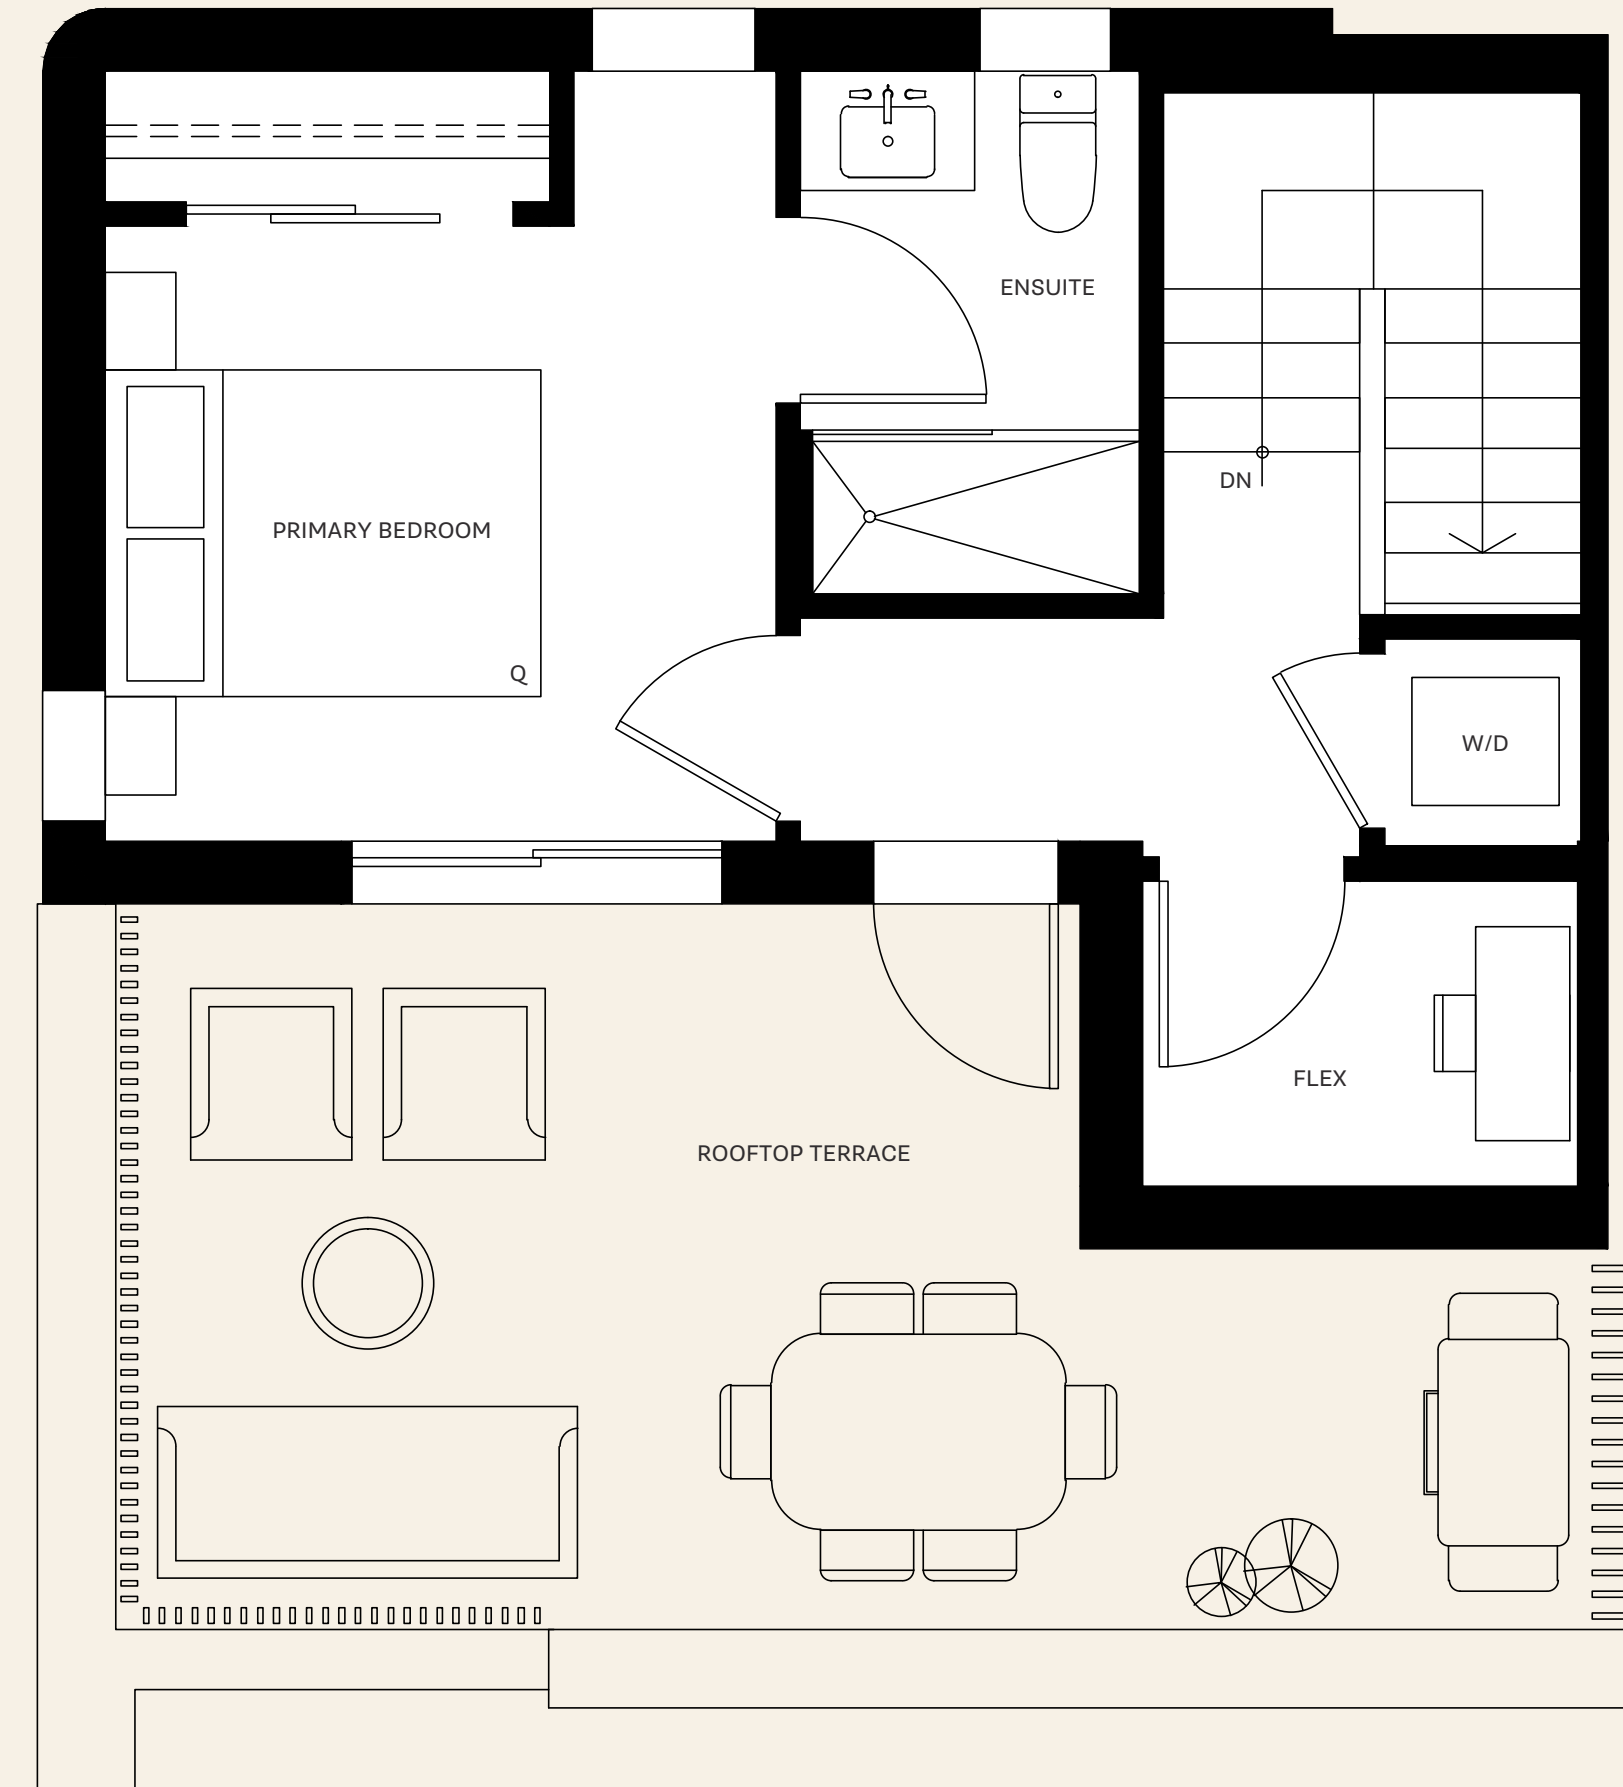 ENSUITE
DN
PRIMARY BEDROOM
Q
W/D
FLEX
ROOFTOP TERRACE